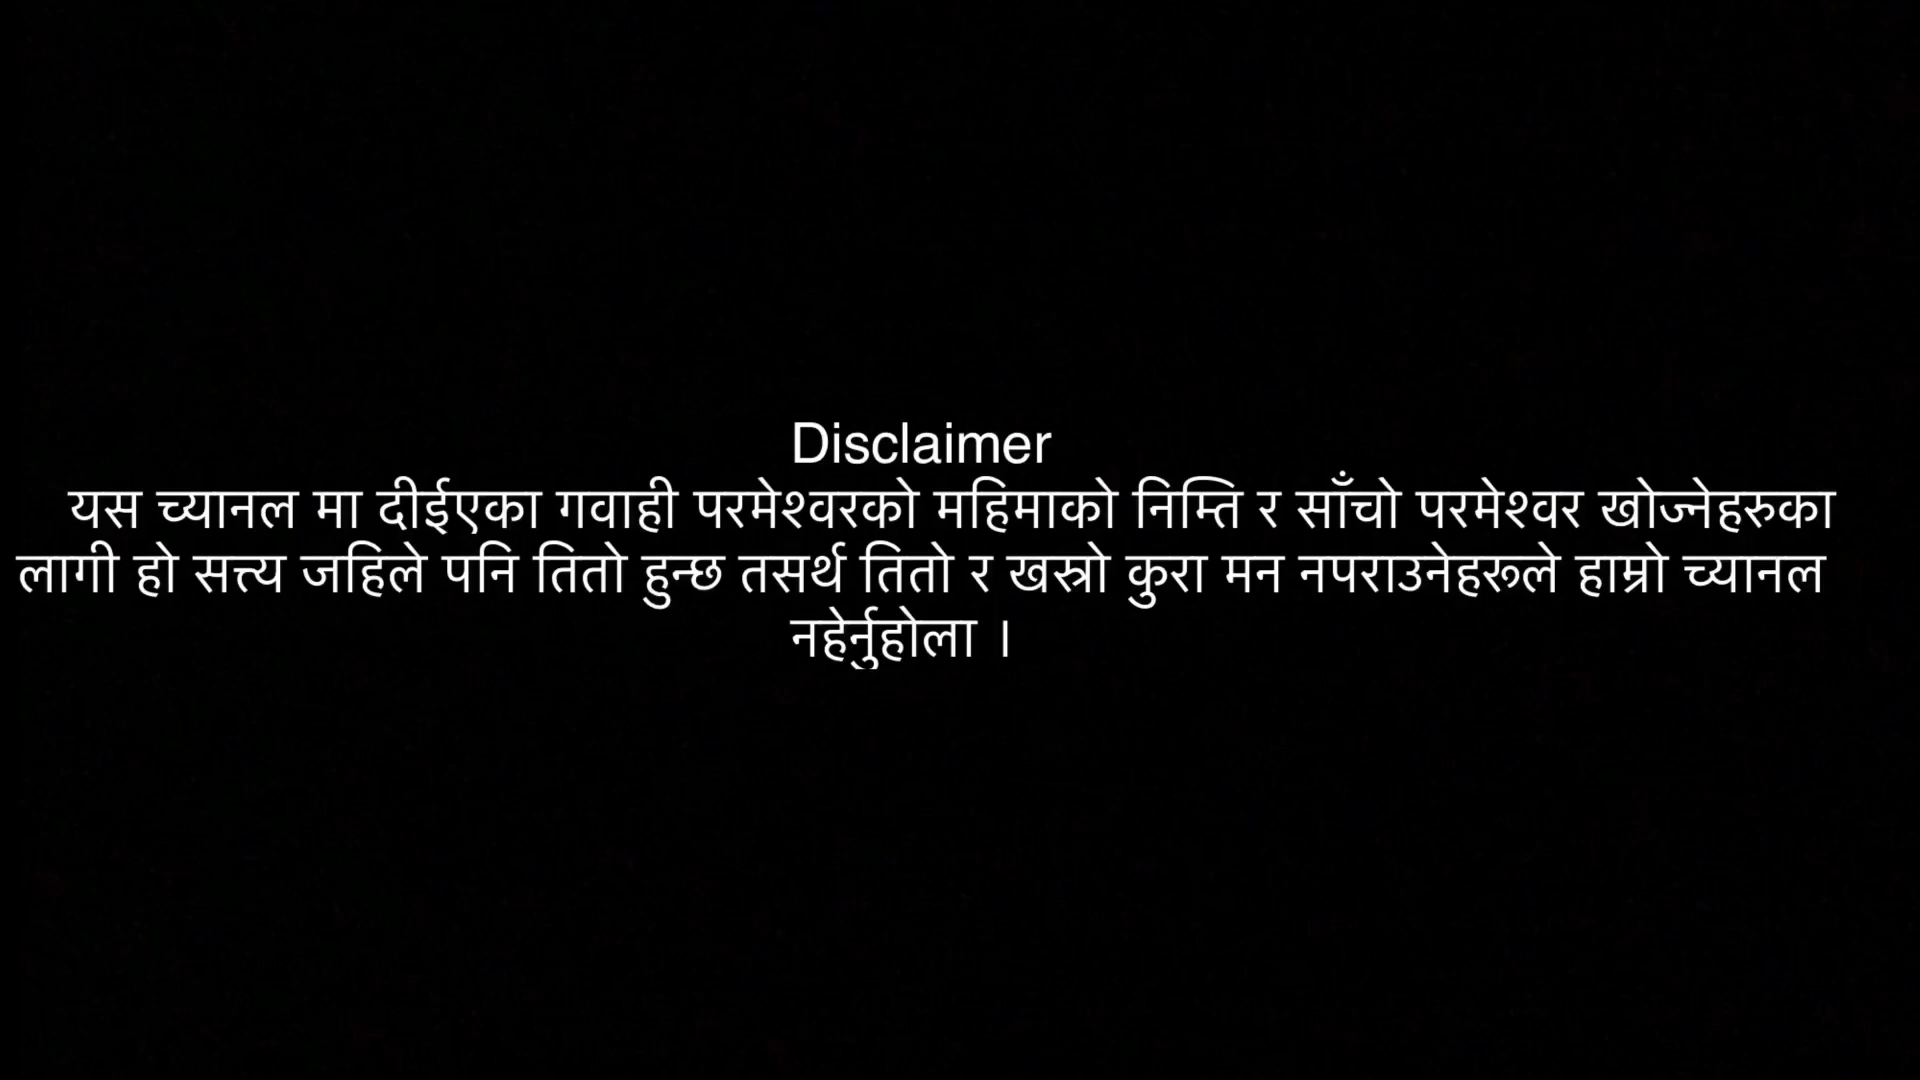 Disclaimer
यस च्यानल मा दीईएका गवाही परमेश्वरको महिमाको निम्ति र साँचो परमेश्वर खोज्नेहरुका
लागी हो सत्त्य जहिले पनि तितो हुन्छ तसर्थ तितो र खस्रो कुरा मन नपराउनेहरूले हाम्रो च्यानल
नहेर्नुहोला ।